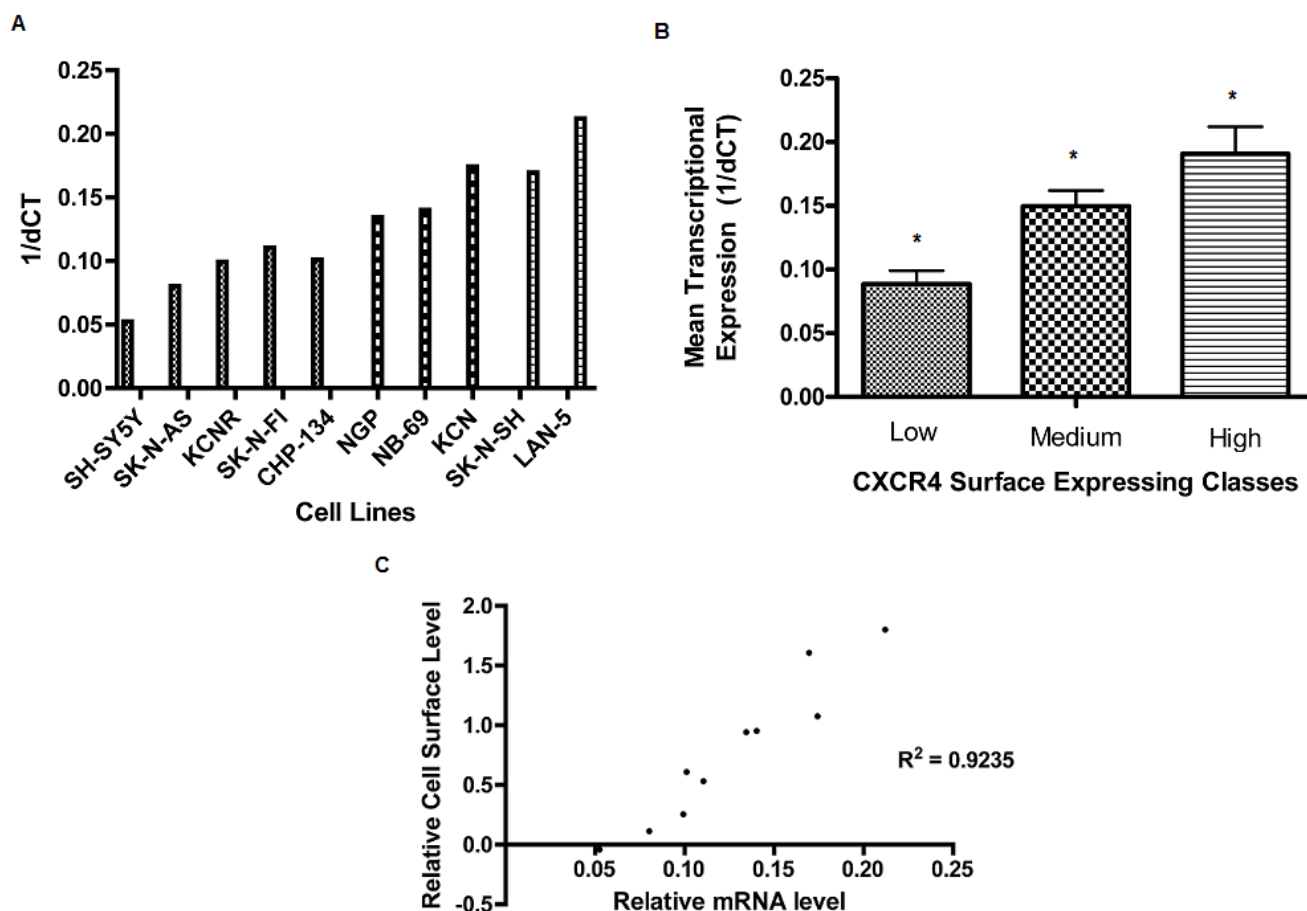 A
0.25
0.20
0.15
0.10
0.05
0.00
1/dCT
SH-SY5Y
SK-N-AS
KCNR
SK-N-FI
CHP-134
NGP
NB-69
KCN
SK-N-SH
LAN-5
Cell Lines
B
0.25
0.20
0.15
0.10
0.05
0.00
Mean Transcriptional
Expression (1/dCT)
*
*
*
Low
Medium
High
CXCR4 Surface Expressing Classes
C
2.0
1.5
1.0
0.5
0.0
-0.5
Relative Cell Surface Level
0.05
0.10
0.15
0.20
0.25
Relative mRNA level
R² = 0.9235